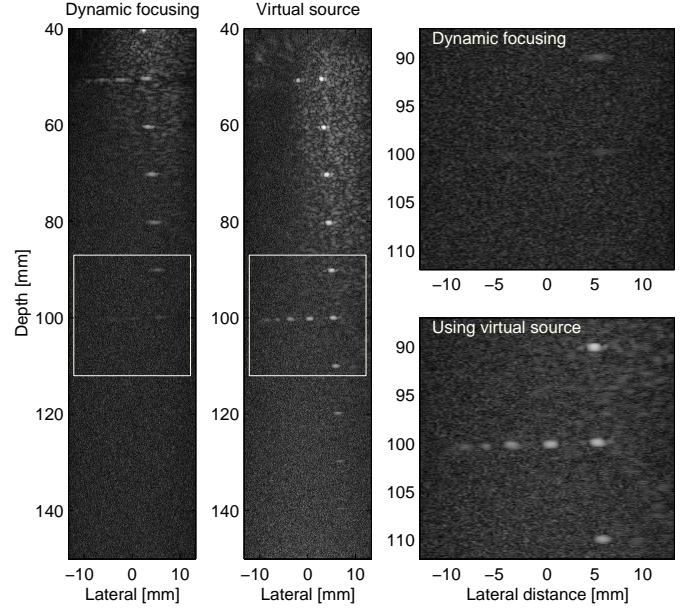 Dynamic focusing
Virtual source
40
60
80
100
120
140
Depth [mm]
−10 0 10
Lateral [mm]
40
60
80
100
120
140
−10 0 10
Lateral [mm]
Dynamic focusing
90
95
100
105
110
−10 −5 0 5 10
Using virtual source
90
95
100
105
110
−10 −5 0 5 10
Lateral distance [mm]